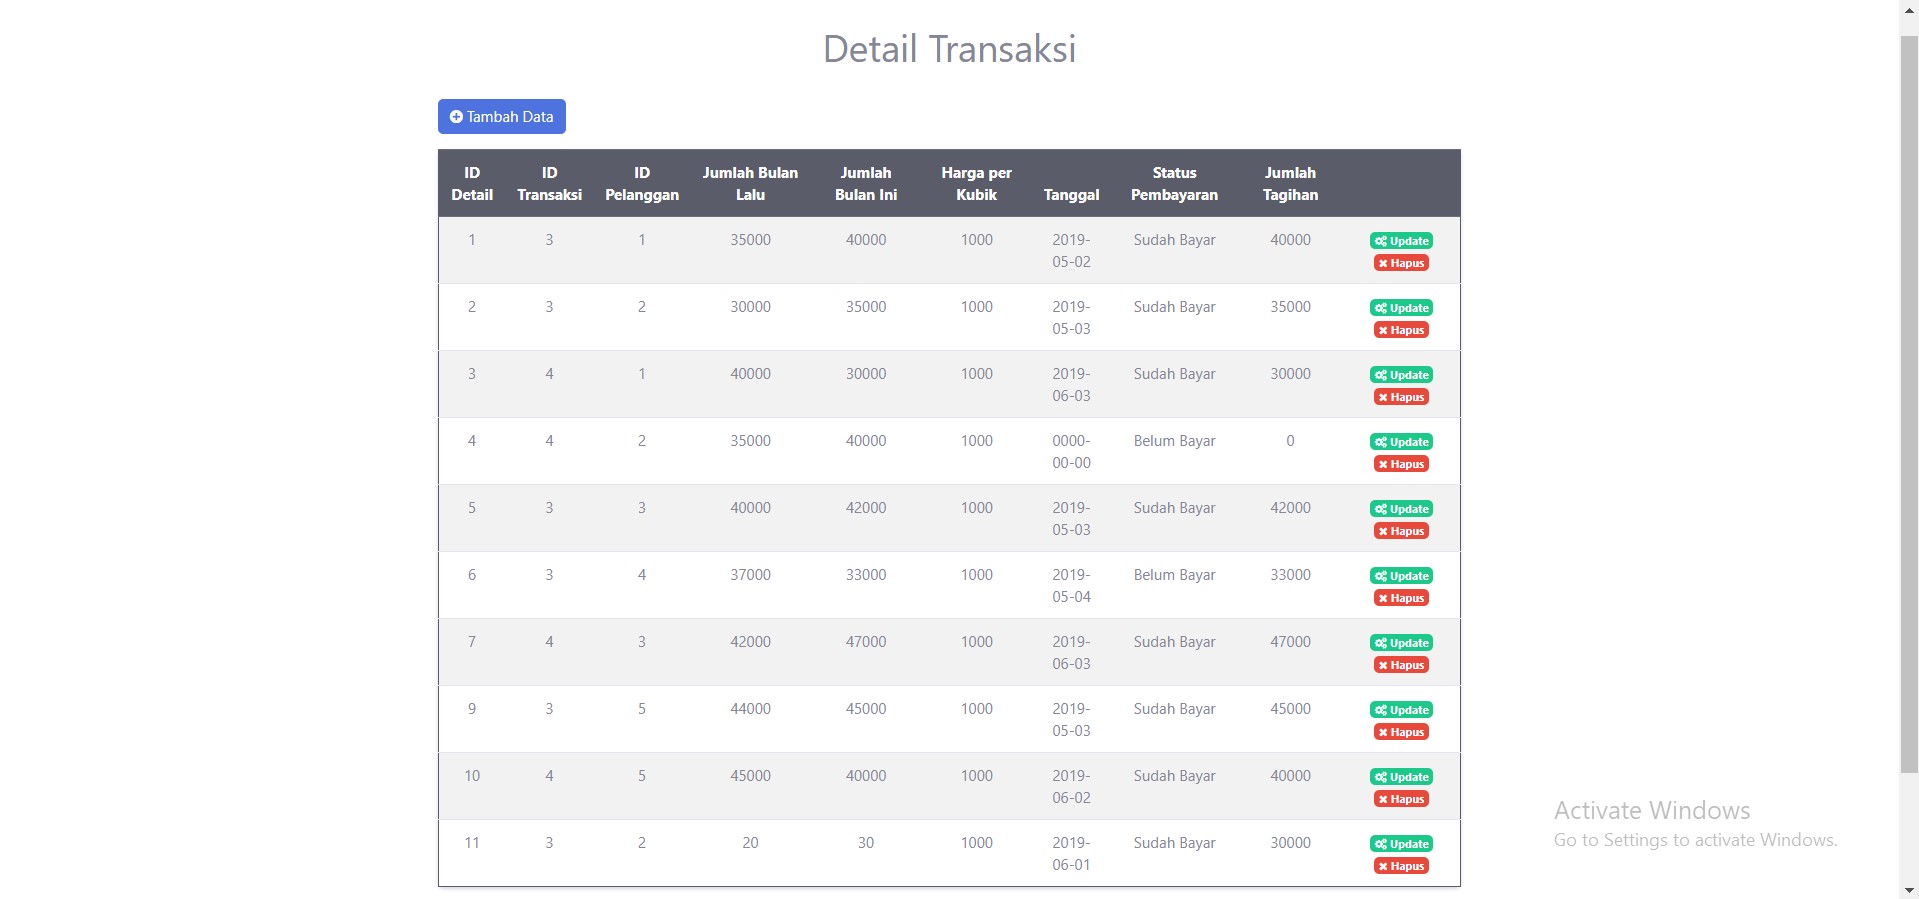 Detail Transaksi
Tambah Data
ID Detail ID Transaksi ID Pelanggan Jumlah Bulan Lalu Jumlah Bulan Ini Harga per Kubik Tanggal Status Pembayaran Jumlah Tagihan
1 3 1 35000 40000 1000 2019-05-02 Sudah Bayar 40000 Update Hapus
2 3 2 30000 35000 1000 2019-05-03 Sudah Bayar 35000 Update Hapus
3 4 1 40000 30000 1000 2019-06-03 Sudah Bayar 30000 Update Hapus
4 4 2 35000 40000 1000 0000-00-00 Belum Bayar 0 Update Hapus
5 3 3 40000 42000 1000 2019-05-03 Sudah Bayar 42000 Update Hapus
6 3 4 37000 33000 1000 2019-05-04 Belum Bayar 33000 Update Hapus
7 4 3 42000 47000 1000 2019-06-03 Sudah Bayar 47000 Update Hapus
9 3 5 44000 45000 1000 2019-05-03 Sudah Bayar 45000 Update Hapus
10 4 5 45000 40000 1000 2019-06-02 Sudah Bayar 40000 Update Hapus
11 3 2 20 30 1000 2019-06-01 Sudah Bayar 30000 Update Hapus
Activate Windows
Go to Settings to activate Windows.